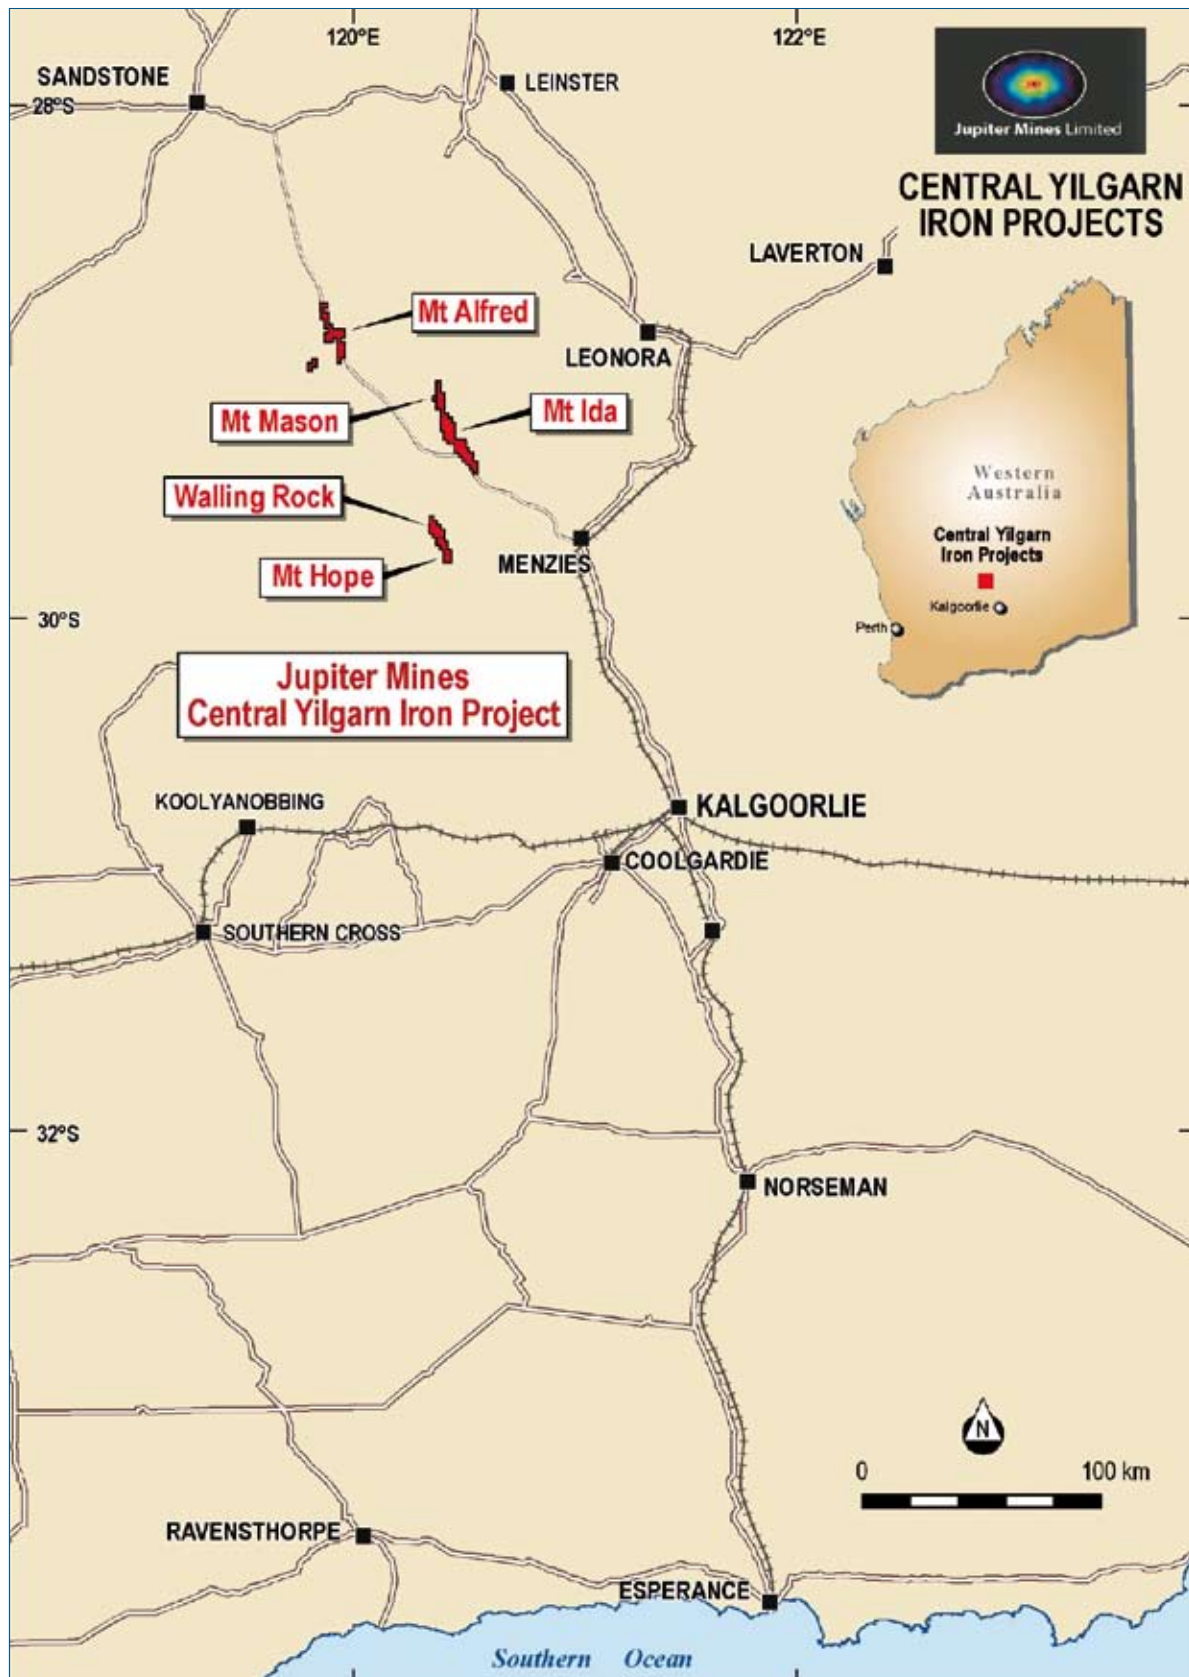 120°E
122°E
SANDSTONE
LEINSTER
28°S
Jupiter Mines Limited
CENTRAL YILGARN
IRON PROJECTS
LAVERTON
Mt Alfred
LEONORA
Mt Mason
Mt Ida
Walling Rock
Western
Australia
Central Yilgarn
Iron Projects
MENZIES
Mt Hope
Kalgoorlie
30°S
Perth
Jupiter Mines
Central Yilgarn Iron Project
KOOLYANOBBING
KALGOORLIE
COOLGARDIE
SOUTHERN CROSS
32°S
NORSEMAN
N
0
100 km
RAVENSTHORPE
ESPERANCE
Southern Ocean